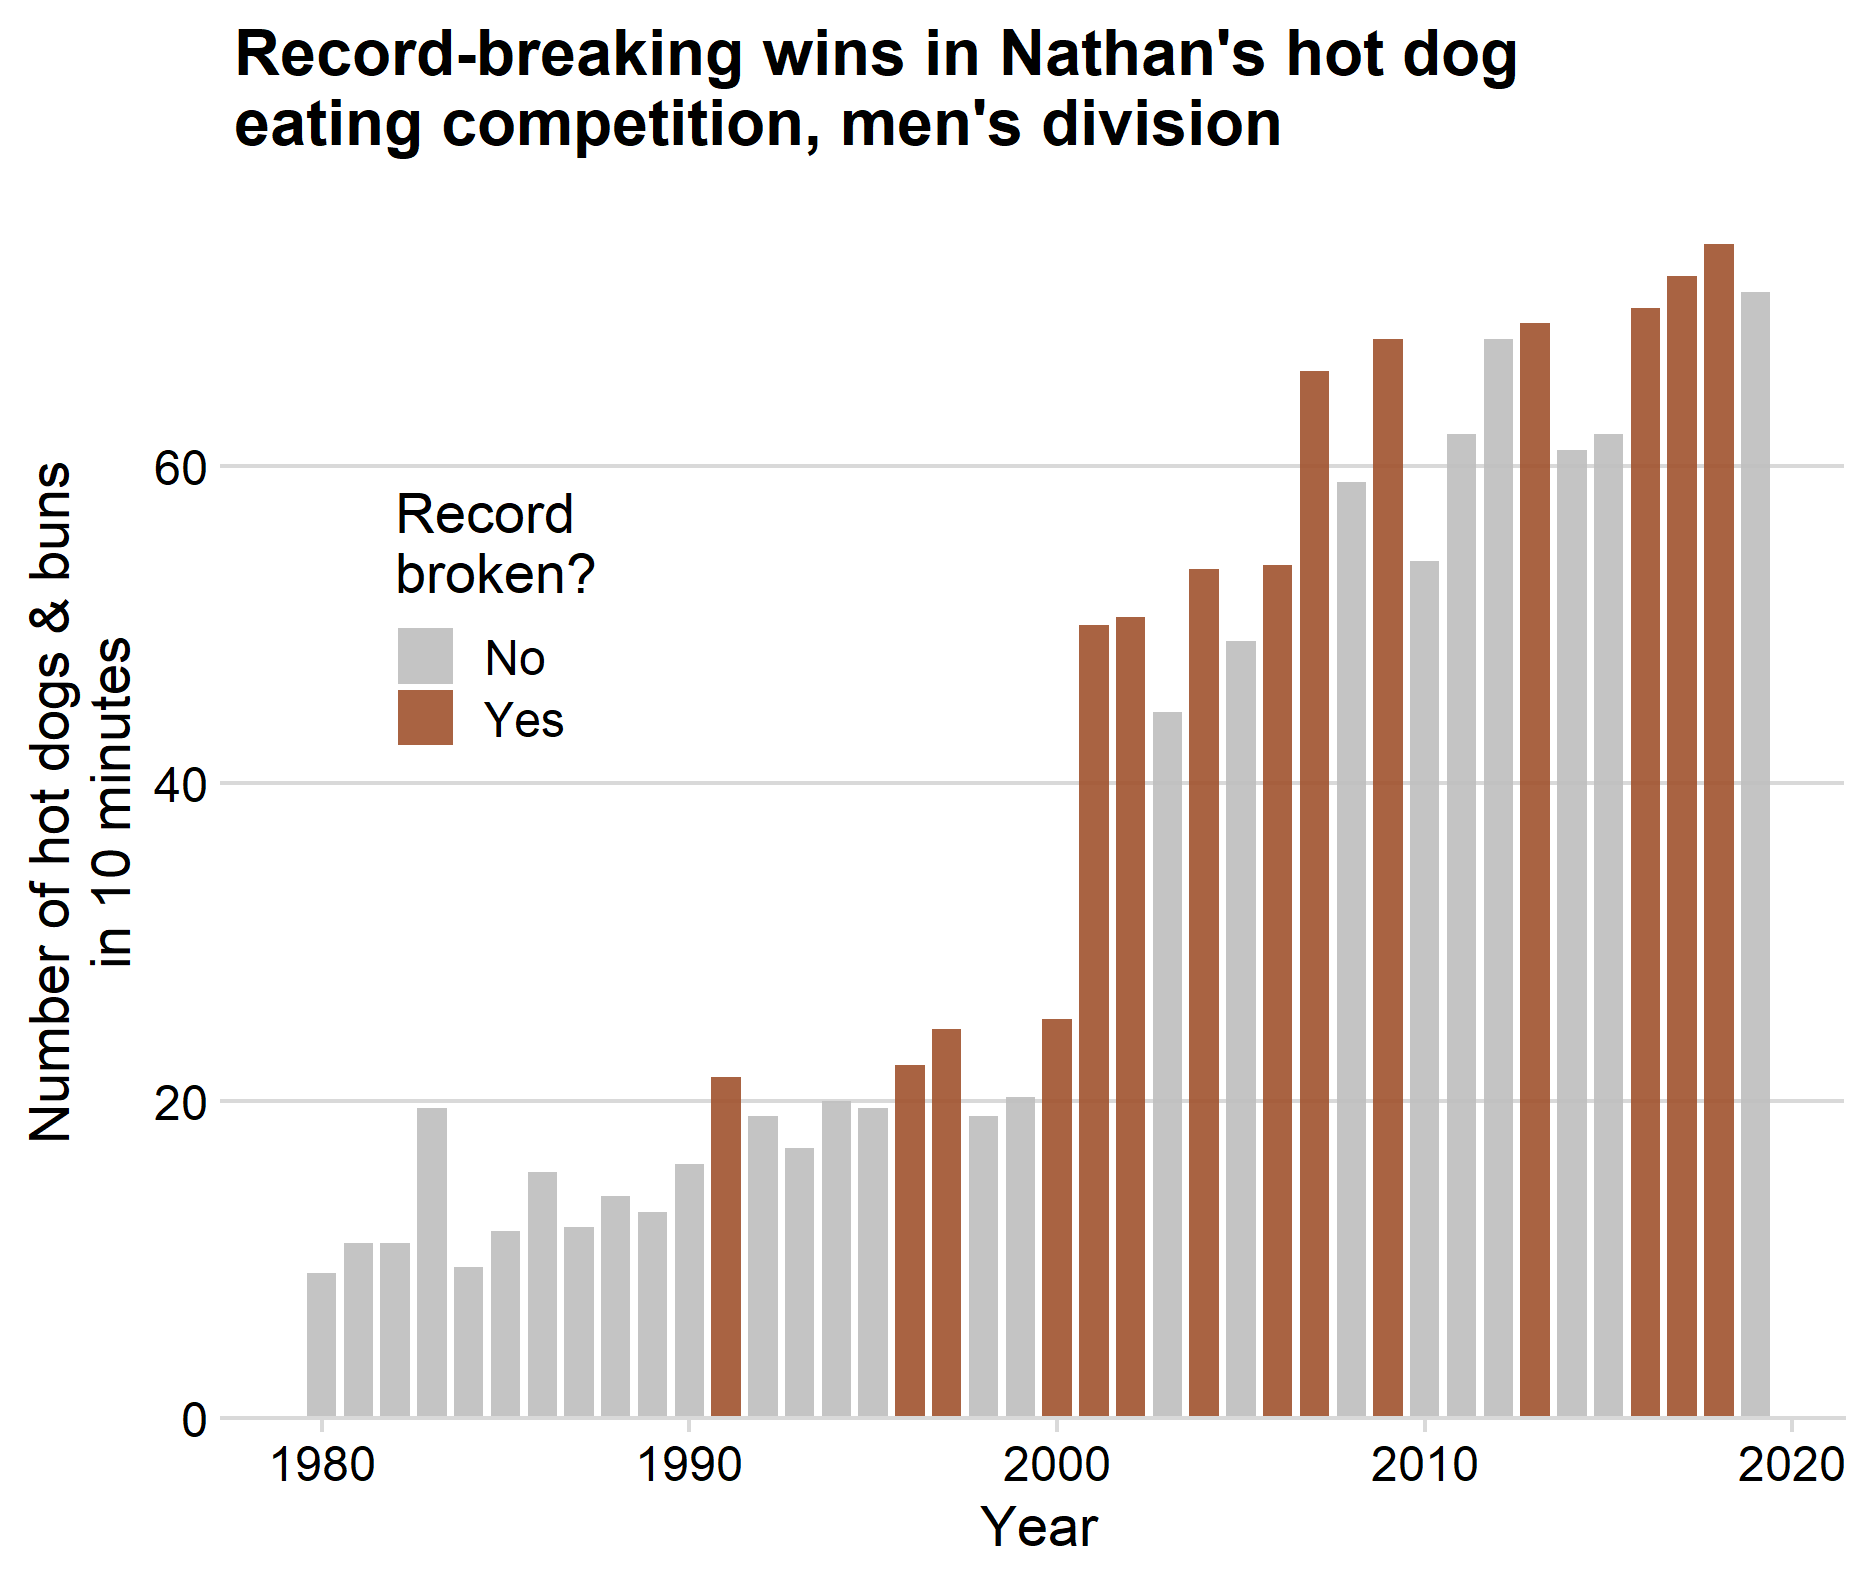 Record-breaking wins in Nathan's hot dog
eating competition, men's division
Number of hot dogs & buns
in 10 minutes
60
40
20
0
Record
broken?
No
Yes
1980
1990
2000
2010
2020
Year